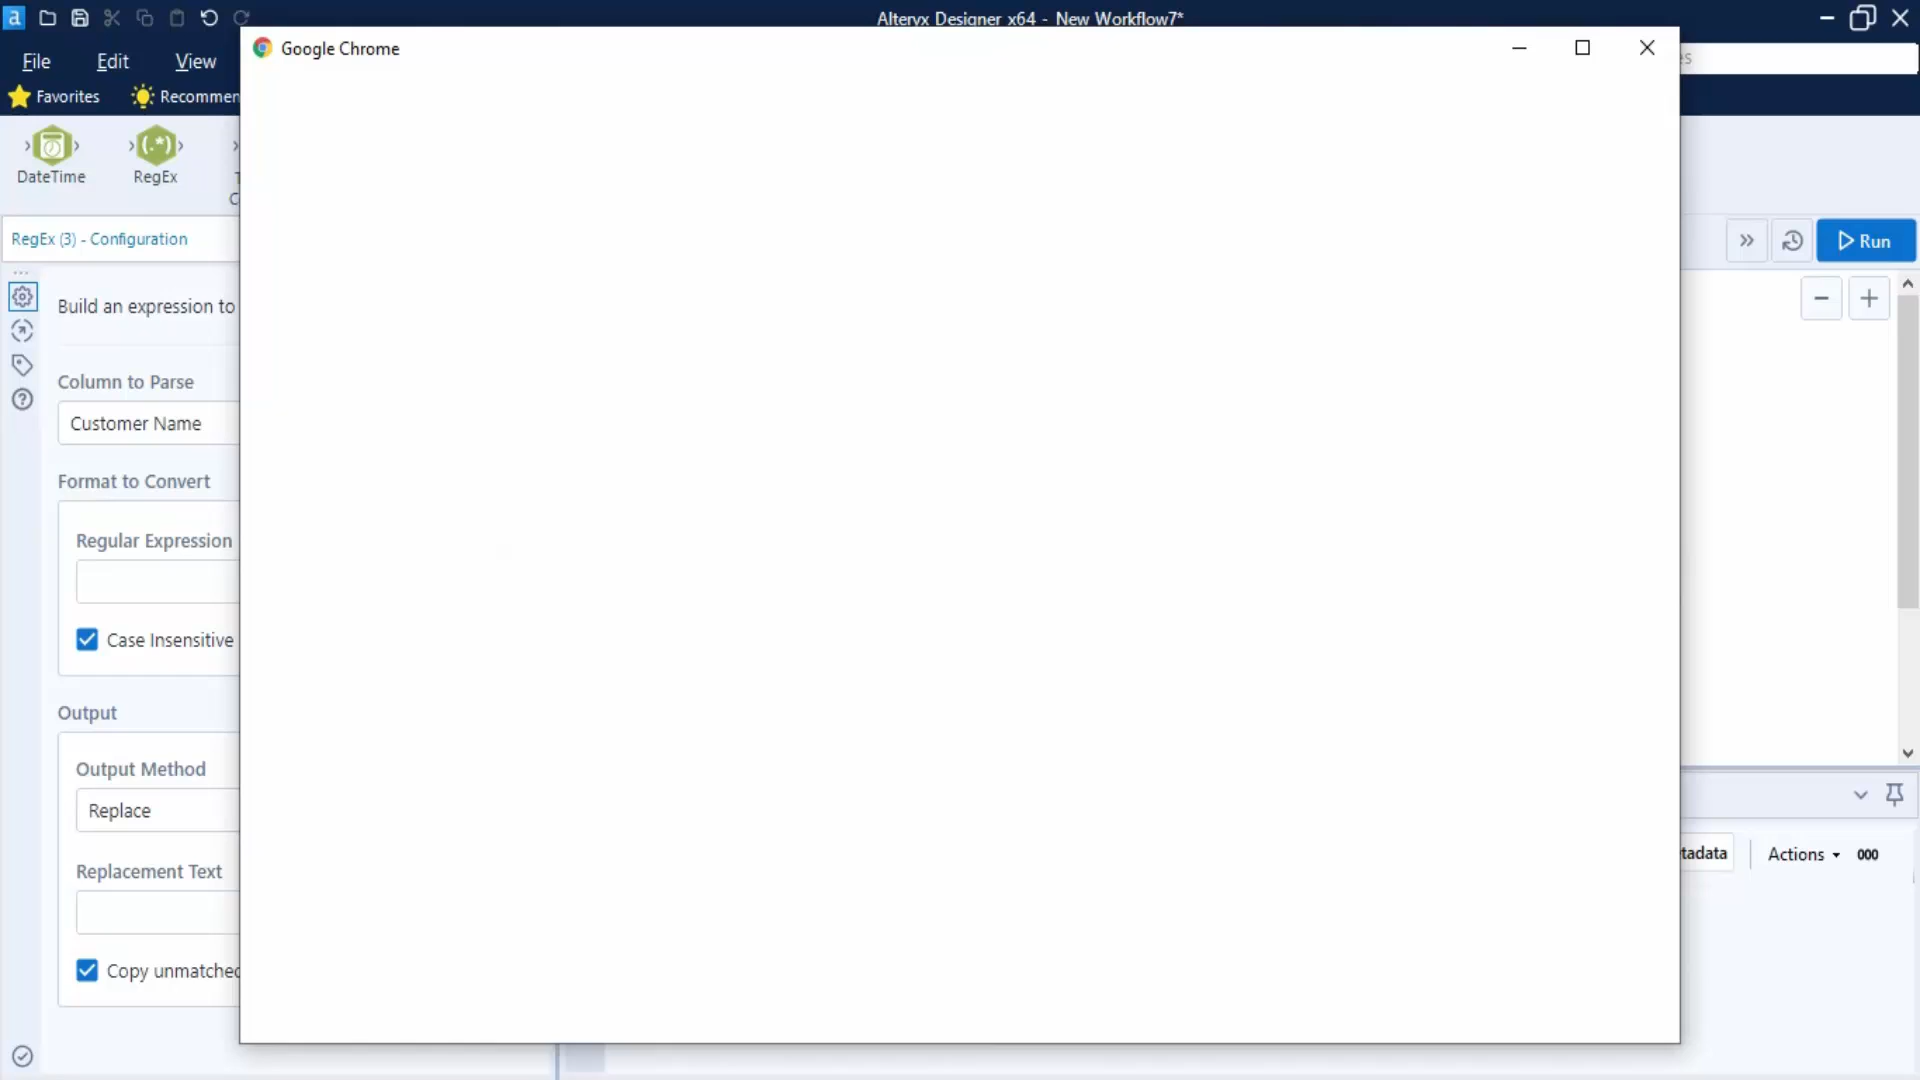 a
Alteryx Designer x64 - New Workflow7*
Google Chrome
File Edit View
Favorites Recommen
DateTime RegEx
(.*)
RegEx (3) - Configuration
Run
Build an expression to
Column to Parse
Customer Name
Format to Convert
Regular Expression
Case Insensitive
Output
Output Method
Replace
tadata Actions 000
Replacement Text
Copy unmatched